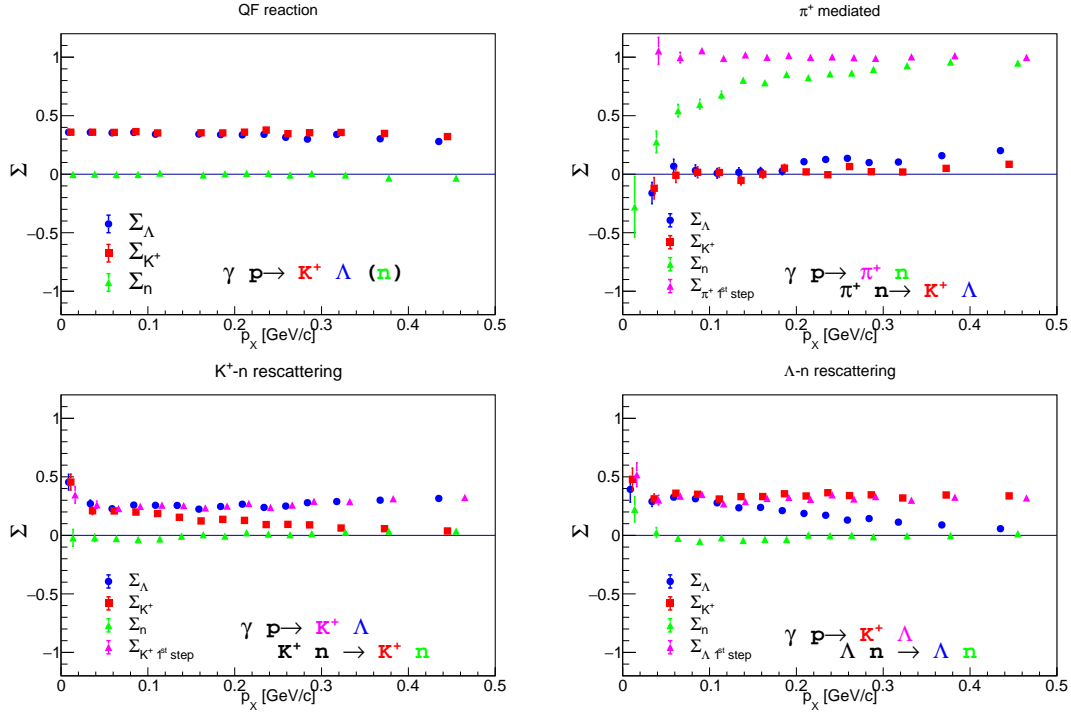 QF reaction
Σ
1
0.5
0
−0.5
−1
Σ_Λ
Σ_K⁺
Σ_n
γ p→ K⁺ Λ (n)
0 0.1 0.2 0.3 0.4 0.5
p_X [GeV/c]
π⁺ mediated
Σ
1
0.5
0
−0.5
−1
Σ_Λ
Σ_K⁺
Σ_n
Σ_π⁺ 1ˢᵗ step
γ p→ π⁺ n
π⁺ n→ K⁺ Λ
0 0.1 0.2 0.3 0.4 0.5
p_X [GeV/c]
K⁺-n rescattering
Σ
1
0.5
0
−0.5
−1
Σ_Λ
Σ_K⁺
Σ_n
Σ_K⁺ 1ˢᵗ step
γ p→ K⁺ Λ
K⁺ n → K⁺ n
0 0.1 0.2 0.3 0.4 0.5
p_X [GeV/c]
Λ-n rescattering
Σ
1
0.5
0
−0.5
−1
Σ_Λ
Σ_K⁺
Σ_n
Σ_Λ 1ˢᵗ step
γ p→ K⁺ Λ
Λ n → Λ n
0 0.1 0.2 0.3 0.4 0.5
p_X [GeV/c]